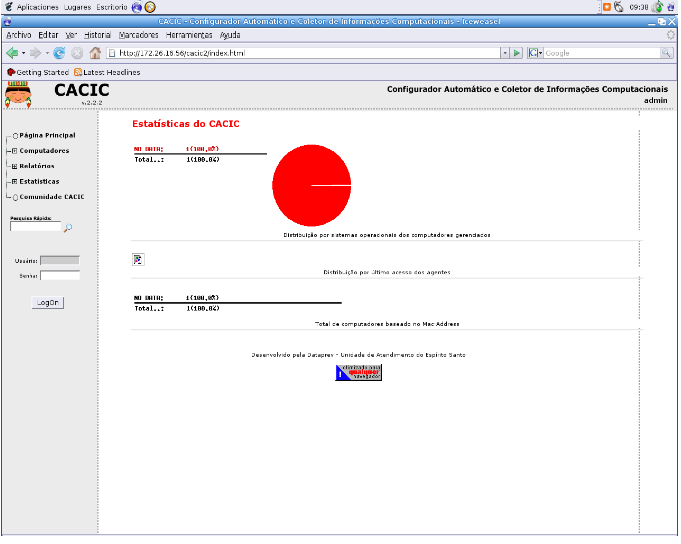 Aplicaciones Lugares Escritorio 09:38
CACIC - Configurador Automático e Coletor de Informações Computacionais - Iceweasel
Archivo Editar Ver Historial Marcadores Herramientas Ayuda
http://172.26.16.56/cacic2/index.html Google
Getting Started Latest Headlines
CACIC
v.2.2.2
Configurador Automático e Coletor de Informações Computacionais
admin
Página Principal
Computadores
Relatórios
Estatísticas
Comunidade CACIC
Pesquisa Rápida:
Usuário:
Senha:
LogOn
Estatísticas do CACIC
NO DATA: 1(100,0%)
Total..: 1(100,0%)
Distribuição por sistemas operacionais dos computadores gerenciados
Distribuição por último acesso dos agentes
NO DATA: 1(100,0%)
Total..: 1(100,0%)
Total de computadores baseado no Mac-Address
Desenvolvido pela Dataprev - Unidade de Atendimento do Espírito Santo
otimizado para
qualquer
navegador